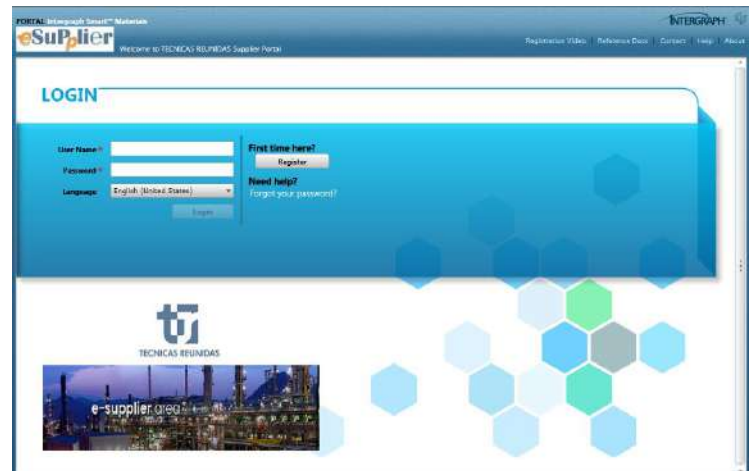 PORTAL Intergraph Smart™ Materials
eSuPplier
Welcome to TECNICAS REUNIDAS Supplier Portal
INTERGRAPH
Registration Video | Reference Docs | Contact | Help | About
LOGIN
User Name *
Password *
Language English (United States)
Login
First time here?
Register
Need help?
Forgot your password?
TECNICAS REUNIDAS
e-supplier area